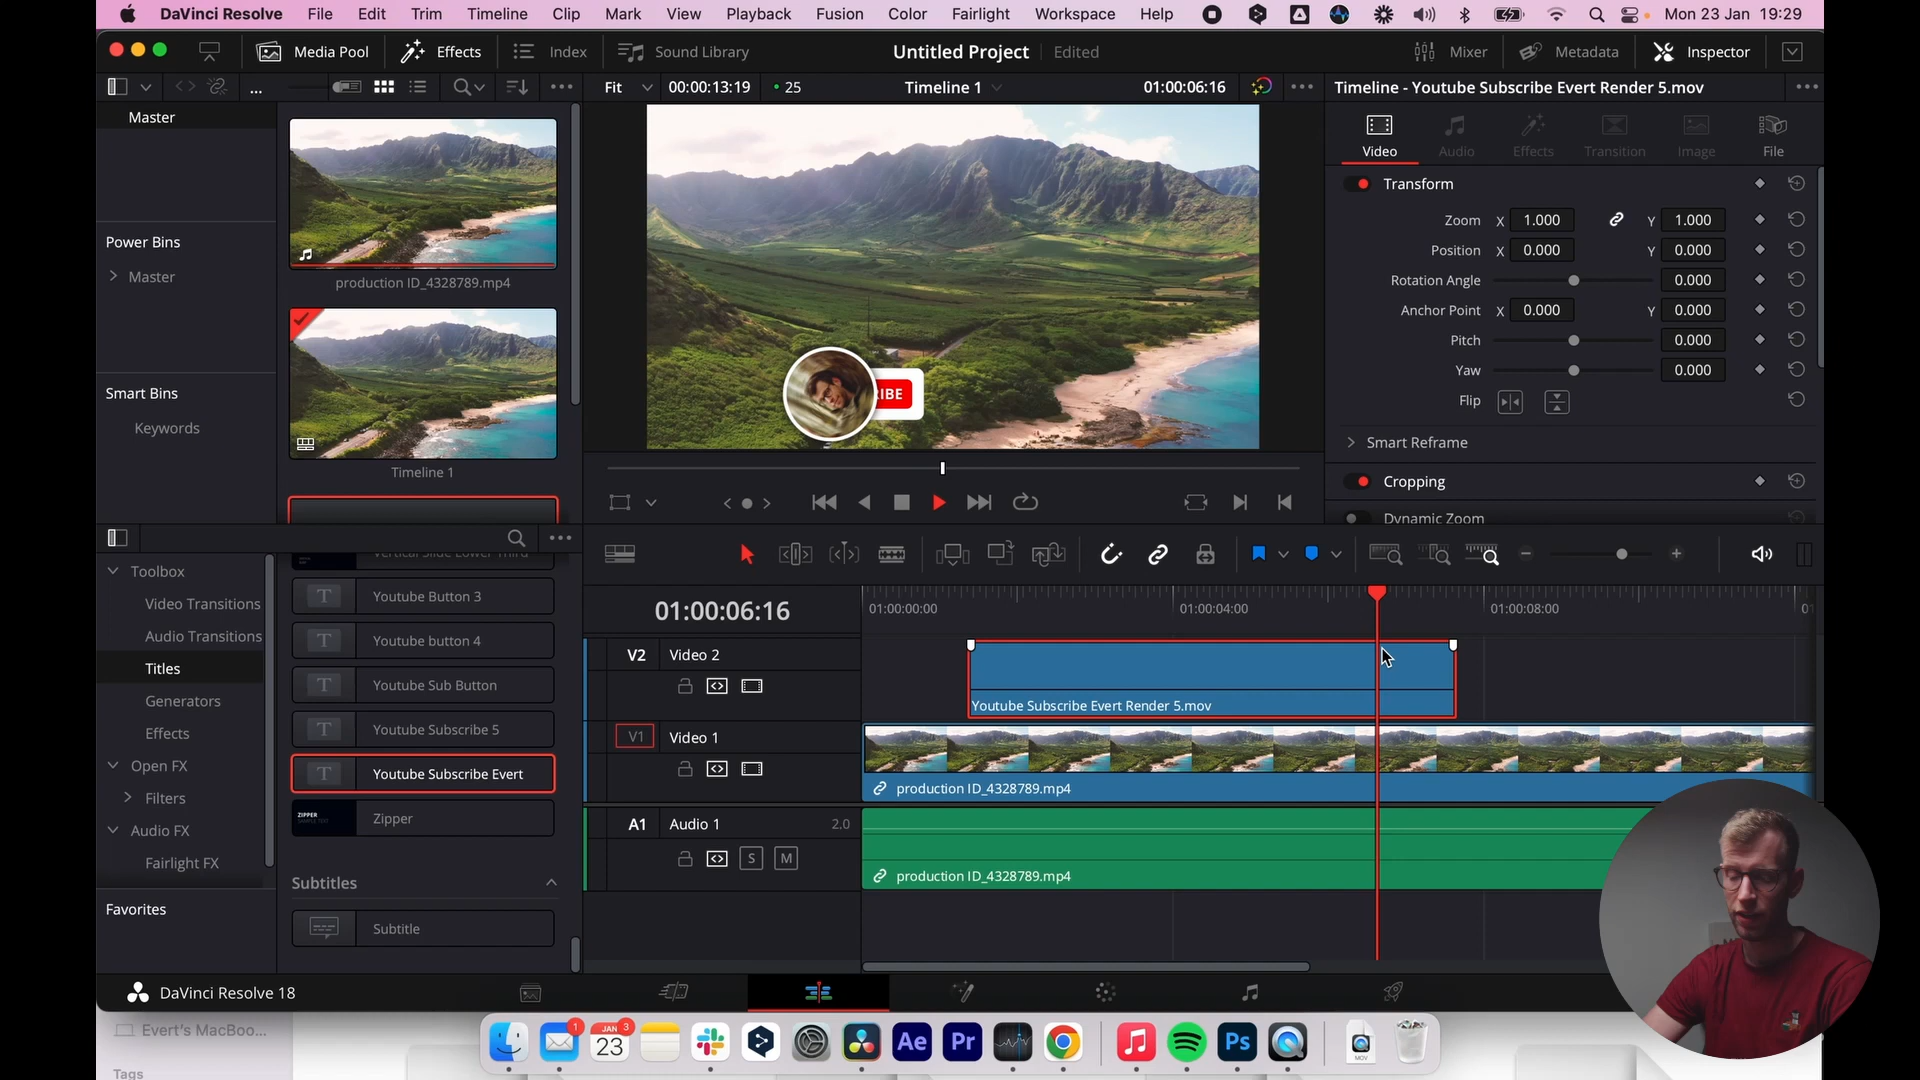 DaVinci Resolve File Edit Trim Timeline Clip Mark View Playback Fusion Color Fairlight Workspace Help Mon 23 Jan 19:29
Media Pool Effects Index Sound Library Untitled Project Edited Mixer Metadata Inspector
... Fit 00:00:13:19 25 Timeline 1 01:00:06:16 Timeline - Youtube Subscribe Evert Render 5.mov
Master
Video Audio Effects Transition Image File
Transform
Zoom X 1.000 Y 1.000
Power Bins
Position X 0.000 Y 0.000
Master
production ID_4328789.mp4
Rotation Angle 0.000
Anchor Point X 0.000 Y 0.000
Pitch 0.000
Yaw 0.000
Smart Bins
IBE
Flip
Keywords
Smart Reframe
Timeline 1
Cropping
Dynamic Zoom
Vertical Slide Lower Third
Toolbox
Video Transitions
Audio Transitions
Titles
Generators
Effects
Open FX
Filters
Audio FX
Fairlight FX
Favorites
T Youtube Button 3
T Youtube button 4
T Youtube Sub Button
T Youtube Subscribe 5
T Youtube Subscribe Evert
ZIPPER
Zipper
Subtitles
Subtitle
01:00:06:16
01:00:00:00 01:00:04:00 01:00:08:00
V2 Video 2
Youtube Subscribe Evert Render 5.mov
V1 Video 1
production ID_4328789.mp4
A1 Audio 1 2.0
S M
production ID_4328789.mp4
DaVinci Resolve 18
Evert's MacBoo...
Tags
1
JAN 3
23
Ae
Pr
Ps
MOV